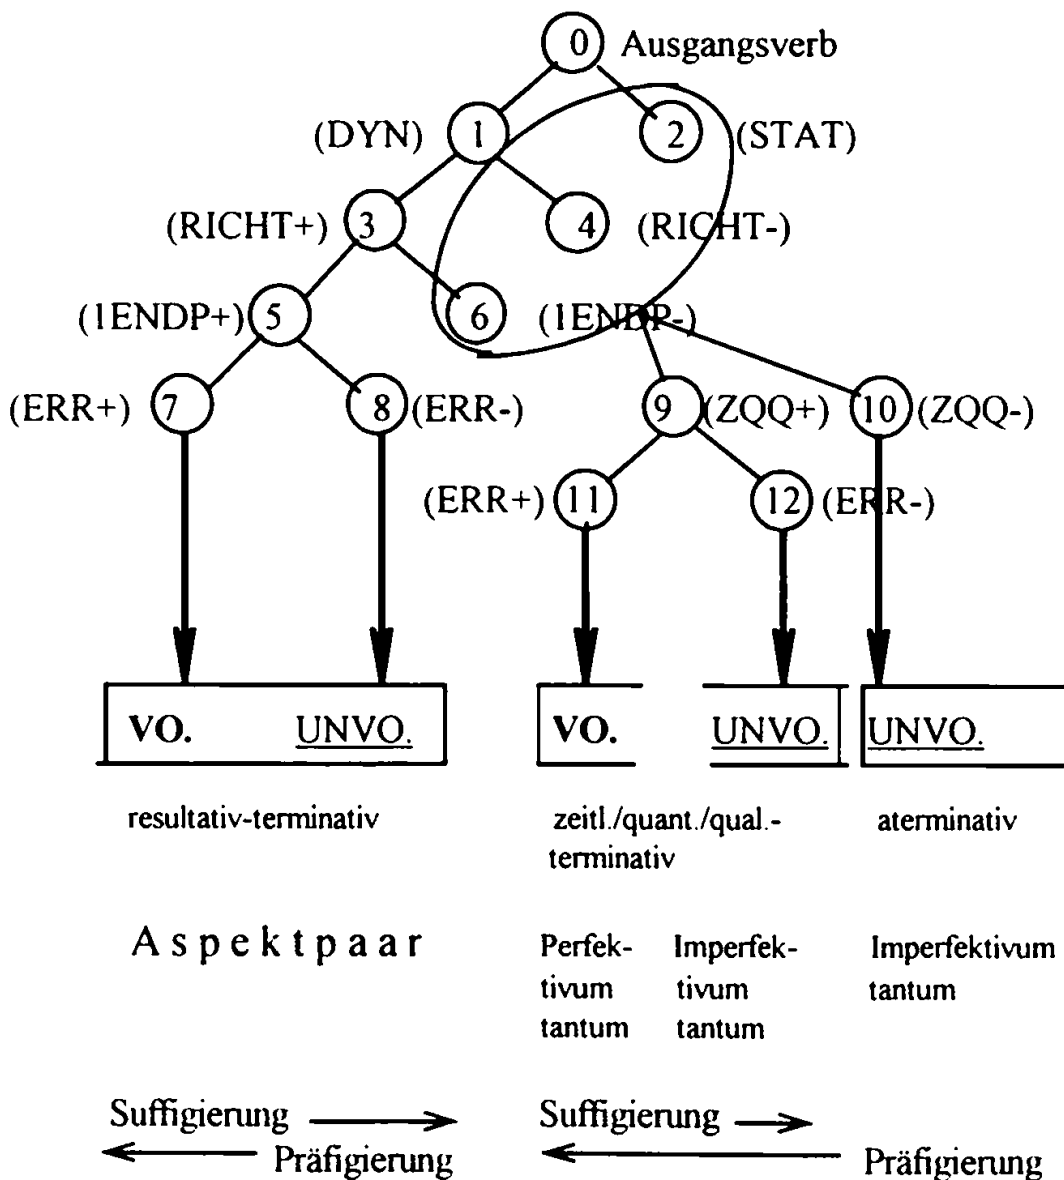 0 Ausgangsverb
(DYN) 1 2 (STAT)
(RICHT+) 3 4 (RICHT-)
(1ENDP+) 5 6 (1ENDP-)
(ERR+) 7 8 (ERR-) 9 (ZQQ+) 10 (ZQQ-)
(ERR+) 11 12 (ERR-)
VO. UNVO. VO. UNVO. UNVO.
resultativ-terminativ zeitl./quant./qual.- aterminativ
terminativ
Aspektpaar Perfek- Imperfek- Imperfektivum
tivum tivum tantum
tantum tantum
Suffigierung Suffigierung
Präfigierung Präfigierung